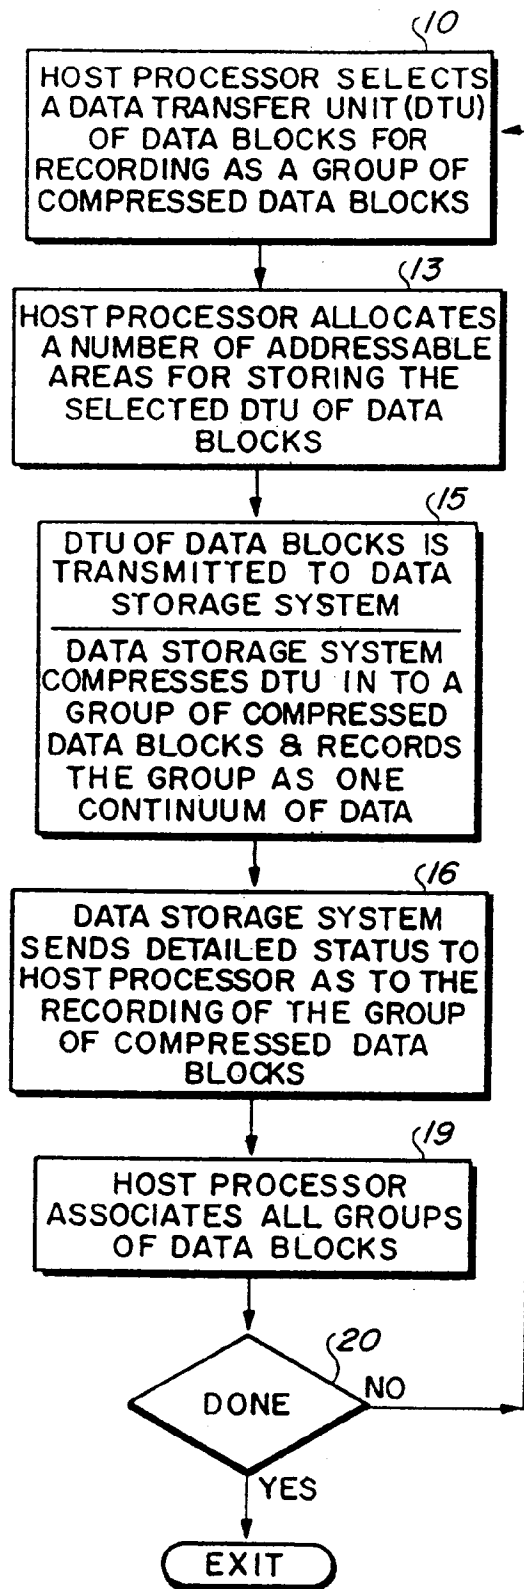 10
HOST PROCESSOR SELECTS
A DATA TRANSFER UNIT (DTU)
OF DATA BLOCKS FOR
RECORDING AS A GROUP OF
COMPRESSED DATA BLOCKS
13
HOST PROCESSOR ALLOCATES
A NUMBER OF ADDRESSABLE
AREAS FOR STORING THE
SELECTED DTU OF DATA
BLOCKS
15
DTU OF DATA BLOCKS IS
TRANSMITTED TO DATA
STORAGE SYSTEM
DATA STORAGE SYSTEM
COMPRESSES DTU IN TO A
GROUP OF COMPRESSED
DATA BLOCKS & RECORDS
THE GROUP AS ONE
CONTINUUM OF DATA
16
DATA STORAGE SYSTEM
SENDS DETAILED STATUS TO
HOST PROCESSOR AS TO THE
RECORDING OF THE GROUP
OF COMPRESSED DATA
BLOCKS
19
HOST PROCESSOR
ASSOCIATES ALL GROUPS
OF DATA BLOCKS
20
DONE
NO
YES
EXIT